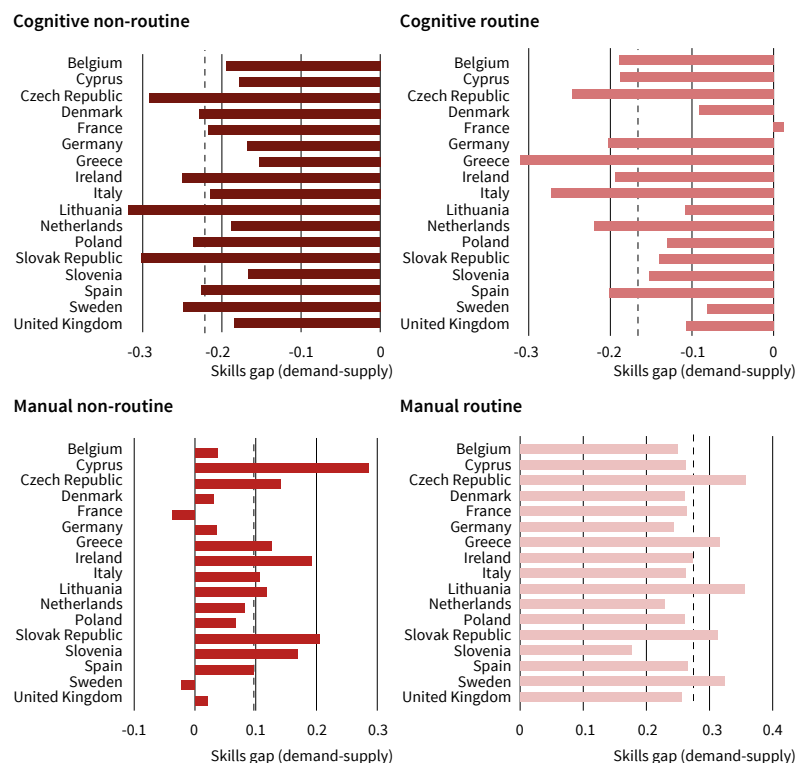 Cognitive non-routine
Belgium
Cyprus
Czech Republic
Denmark
France
Germany
Greece
Ireland
Italy
Lithuania
Netherlands
Poland
Slovak Republic
Slovenia
Spain
Sweden
United Kingdom
-0.3 -0.2 -0.1 0
Skills gap (demand-supply)
Cognitive routine
Belgium
Cyprus
Czech Republic
Denmark
France
Germany
Greece
Ireland
Italy
Lithuania
Netherlands
Poland
Slovak Republic
Slovenia
Spain
Sweden
United Kingdom
-0.3 -0.2 -0.1 0
Skills gap (demand-supply)
Manual non-routine
Belgium
Cyprus
Czech Republic
Denmark
France
Germany
Greece
Ireland
Italy
Lithuania
Netherlands
Poland
Slovak Republic
Slovenia
Spain
Sweden
United Kingdom
-0.1 0 0.1 0.2 0.3
Skills gap (demand-supply)
Manual routine
Belgium
Cyprus
Czech Republic
Denmark
France
Germany
Greece
Ireland
Italy
Lithuania
Netherlands
Poland
Slovak Republic
Slovenia
Spain
Sweden
United Kingdom
0 0.1 0.2 0.3 0.4
Skills gap (demand-supply)